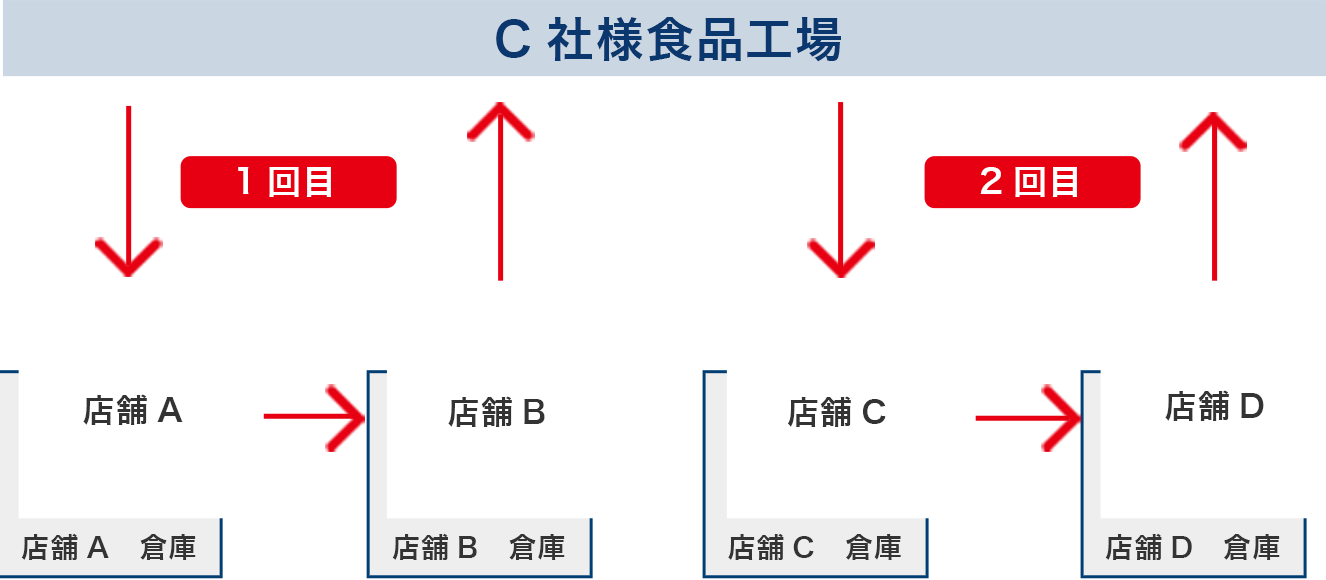 C 社様食品工場
1 回目
2 回目
店舗 A
店舗 B
店舗 C
店舗 D
店舗 A　倉庫
店舗 B　倉庫
店舗 C　倉庫
店舗 D　倉庫